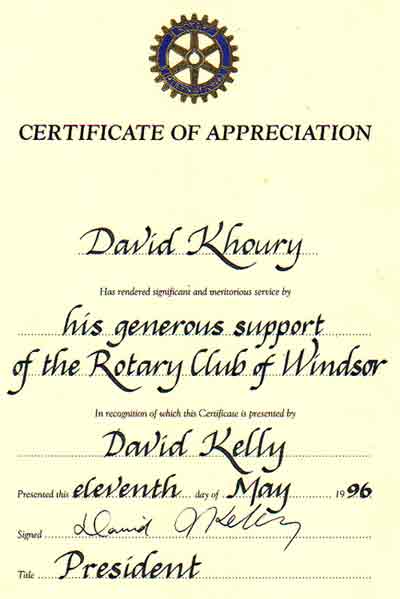 ROTARY
INTERNATIONAL
CERTIFICATE OF APPRECIATION
David Khoury
Has rendered significant and meritorious service by
his generous support
of the Rotary Club of Windsor
In recognition of which this Certificate is presented by
David Kelly
Presented this eleventh day of May 1996
Signed David J Kelly
Title President